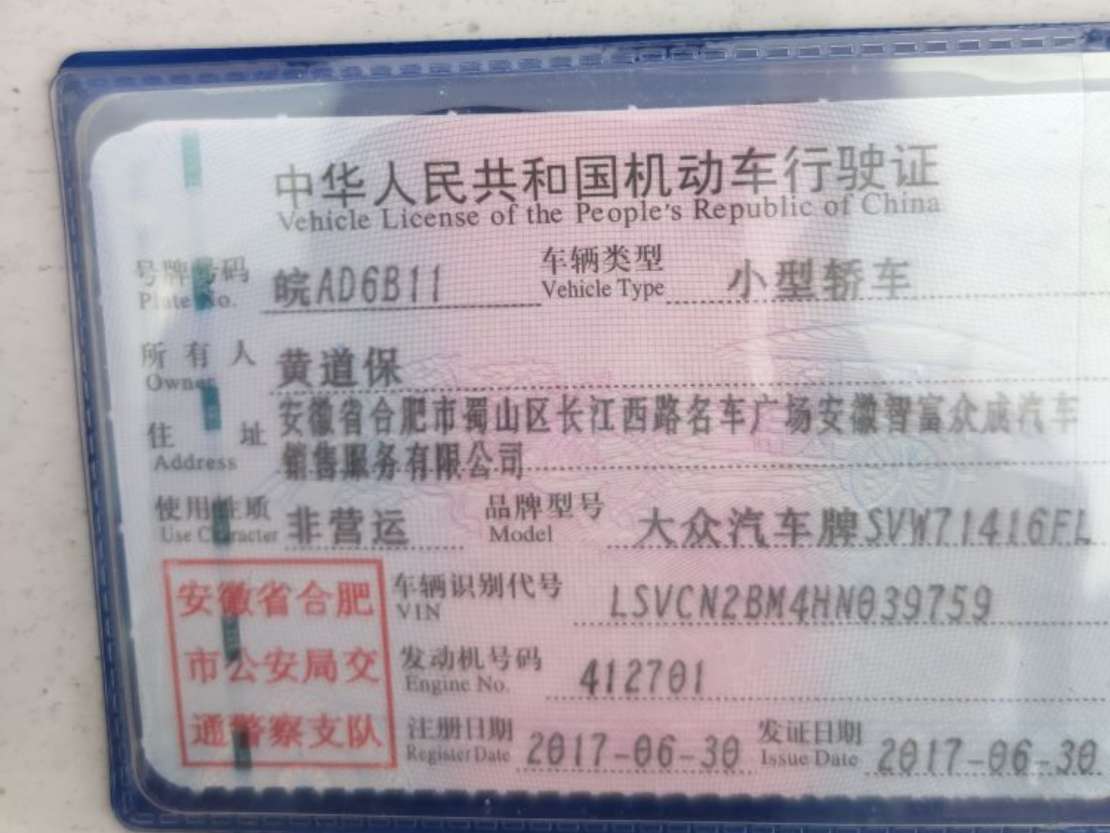 中华人民共和国机动车行驶证
Vehicle License of the People's Republic of China
号牌号码 皖AD6B11 车辆类型 小型轿车
Plate No. Vehicle Type
所有人 黄道保
Owner
安徽省合肥市蜀山区长江西路名车广场安徽智富众成汽车
住址 销售服务有限公司
Address
使用性质 非营运 品牌型号 大众汽车牌SVW71416FL
Use Character Model
安徽省合肥 车辆识别代号 LSVCN2BM4HN039759
VIN
市公安局交 发动机号码 412701
Engine No.
通警察支队 注册日期 2017-06-30 发证日期 2017-06-30
Register Date Issue Date